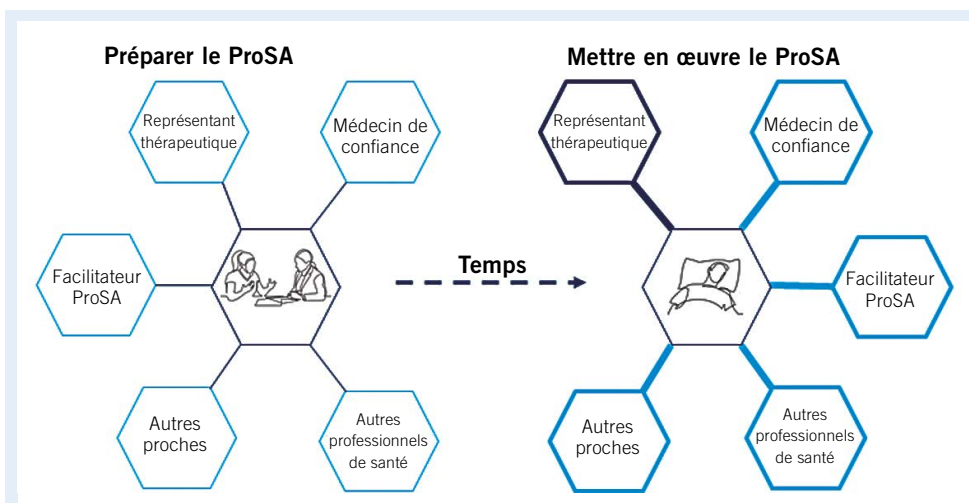 Préparer le ProSA
Représentant
thérapeutique
Médecin de
confiance
Facilitateur
ProSA
Autres
proches
Autres
professionnels
de santé
Temps
Mettre en œuvre le ProSA
Représentant
thérapeutique
Médecin de
confiance
Facilitateur
ProSA
Autres
proches
Autres
professionnels
de santé